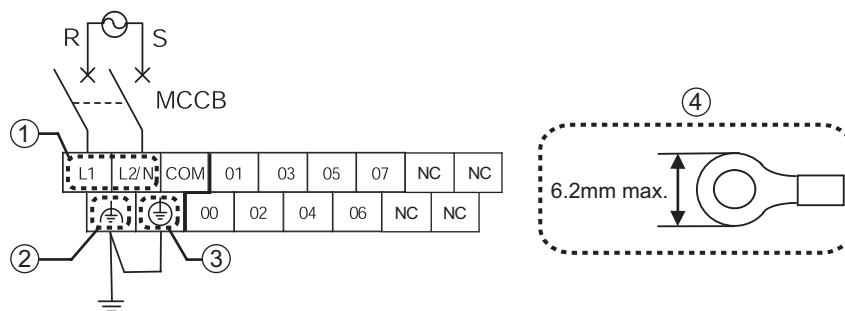 R S
MCCB
①
④
L1 L2/N COM 01 03 05 07 NC NC
6.2mm max.
00 02 04 06 NC NC
② ③